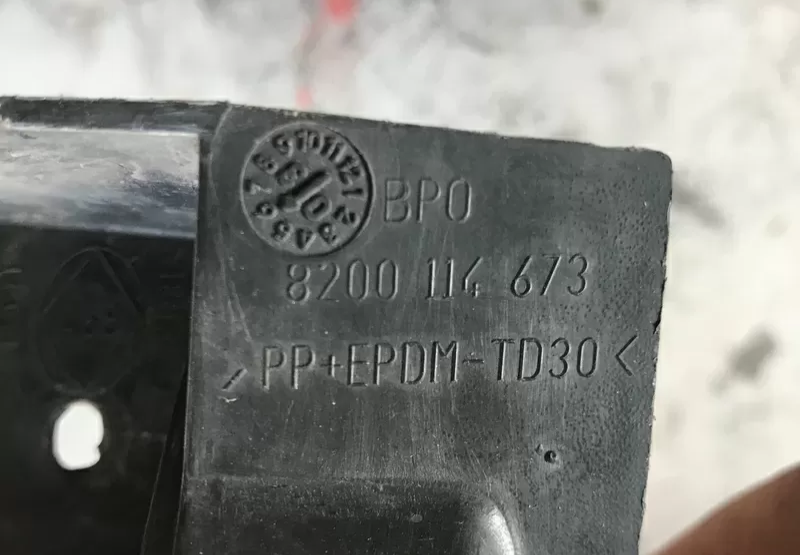 BPO
8200 114 673
>PP+EPDM-TD30<